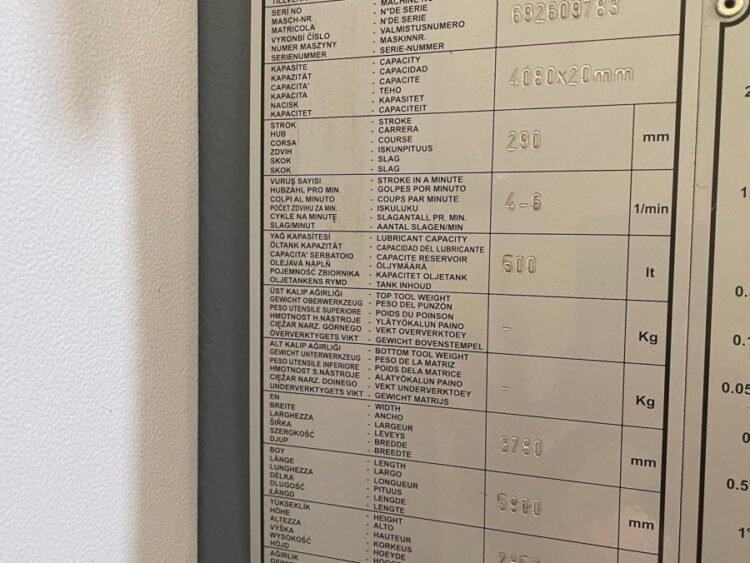 - MACHINE NO
SERİ NO - N°DE SERIE 692609783
MASCH-NR - N'DE SERIE
MATRICOLA - VALMISTUSNUMERO
VYRONBÍ ČÍSLO - MASKINNR.
NUMER MASZYNY - SERIE-NUMMER
SERIENUMMER
KAPASİTE - CAPACITY
KAPAZITÄT - CAPACIDAD
CAPACITA' - CAPACITE 4080x20mm
KAPACITA - TEHO
NACISK - KAPASITET
KAPACITET - CAPACITEIT
STROK - STROKE
HUB - CARRERA
CORSA - COURSE 290 mm
ZDVIH - ISKUNPITUUS
SKOK - SLAG
SKOK - SLAG
VURUŞ SAYISI - STROKE IN A MINUTE
HUBZAHL PRO MIN. - GOLPES POR MINUTO
COLPI AL MINUTO - COUPS PAR MINUTE 4-6 1/min
POČET ZDVIHU ZA MIN. - ISKULUKU
CYKLE NA MINUTĘ - SLAGANTALL PR. MIN.
SLAG/MINUT - AANTAL SLAGEN/MIN
YAĞ KAPASİTESİ - LUBRICANT CAPACITY
ÖLTANK KAPAZITÄT - CAPACIDAD DEL LUBRICANTE
CAPACITA' SERBATOIO - CAPACITE RESERVOIR 500 lt
OLEJAVÁ NÁPLŇ - ÖLJYMÄÄRÄ
POJEMNOŚĆ ZBIORNIKA - KAPACITET OLJETANK
OLJETANKENS RYMD - TANK INHOUD
ÜST KALIP AĞIRLIĞI - TOP TOOL WEIGHT
GEWICHT OBERWERKZEUG - PESO DEL PUNZÓN
PESO UTENSILE SUPERIORE - POIDS DU POINSON - Kg
HMOTNOST H.NÁSTROJE - YLÄTYÖKALUN PAINO
CIĘŻAR NARZ. GÓRNEGO - VEKT OVERVERKTOEY
ÖVERVERKTYGETS VIKT - GEWICHT BOVENSTEMPEL
ALT KALIP AĞIRLIĞI - BOTTOM TOOL WEIGHT
GEWICHT UNTERWERKZEUG - PESO DE LA MATRIZ
PESO UTENSILE INFERIORE - POIDS DELA MATRICE - Kg
HMOTNOST S.NÁSTROJE - ALATYÖKALUN PAINO
CIĘŻAR NARZ. DOINEGO - VEKT UNDERVERKTOEY
UNDERVERKTYGETS VIKT - GEWICHT MATRIJS
EN - WIDTH
BREITE - ANCHO
LARGHEZZA - LARGEUR 3780 mm
ŠIŘKA - LEVEYS
SZEROKOŚĆ - BREDDE
DJUP - BREEDTE
BOY - LENGTH
LÄNGE - LARGO
LUNGHEZZA - LONGUEUR 5900 mm
DÉLKA - PITUUS
DLUGOŚĆ - LENGDE
LÄNGD - LENGTE
YÜKSEKLİK - HEIGHT
HÖHE - ALTO
ALTEZZA - HAUTEUR
VÝŠKA - KORKEUS
WYSOKOŚĆ - HOEYDE
HÖJD
AĞIRLIK
0.05